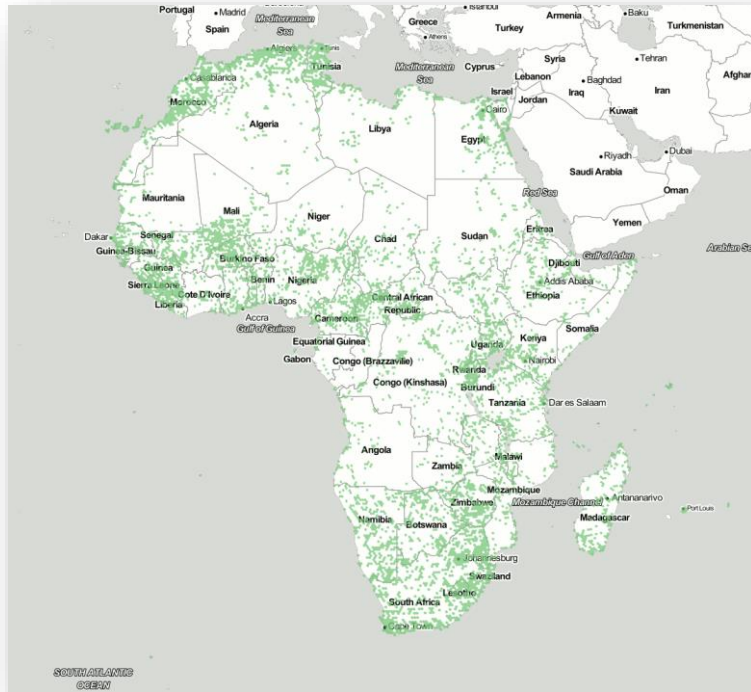 Portugal
Madrid
Spain
Mediterranean
Sea
Greece
Athens
Turkey
Armenia
Baku
Turkmenistan
Algiers
Tunis
Tunisia
Mediterranean
Sea
Cyprus
Syria
Lebanon
Tehran
Baghdad
Iraq
Iran
Afghan
Casablanca
Morocco
Israel
Jordan
Kuwait
Cairo
Algeria
Libya
Egypt
Riyadh
Dubai
Saudi Arabia
Oman
Red Sea
Mauritania
Mali
Niger
Chad
Sudan
Eritrea
Yemen
Arabian Se
Dakar
Senegal
Guinea-Bissau
Burkino Faso
Gulf of Aden
Djibouti
Guinea
Benin
Nigeria
Addis Ababa
Ethiopia
Sierra Leone
Cote D'Ivoire
Liberia
Lagos
Accra
Gulf of Guinea
Central African
Republic
Cameroon
Somalia
Equatorial Guinea
Uganda
Kenya
Gabon
Congo (Brazzaville)
Nairobi
Rwanda
Congo (Kinshasa)
Burundi
Tanzania
Dar es Salaam
Angola
Malawi
Zambia
Mozambique
Zimbabwe
Mozambique Channel
Antananarivo
Madagascar
Port Louis
Namibia
Botswana
Johannesburg
Swaziland
Lesotho
South Africa
Cape Town
SOUTH ATLANTIC
OCEAN